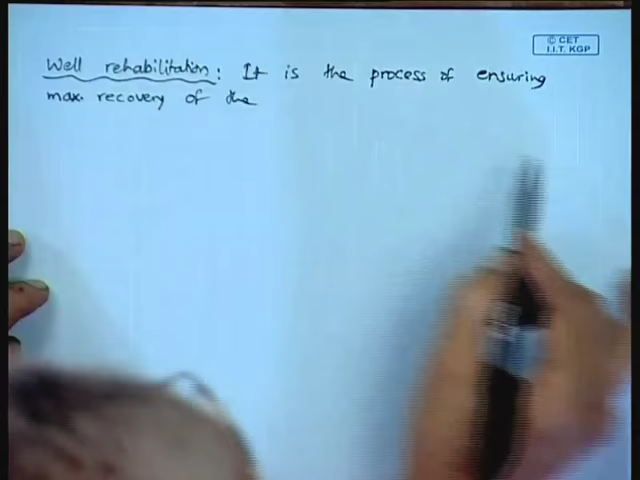 © CET
I.I.T. KGP
Well rehabilitation: It is the process of ensuring
max. recovery of the